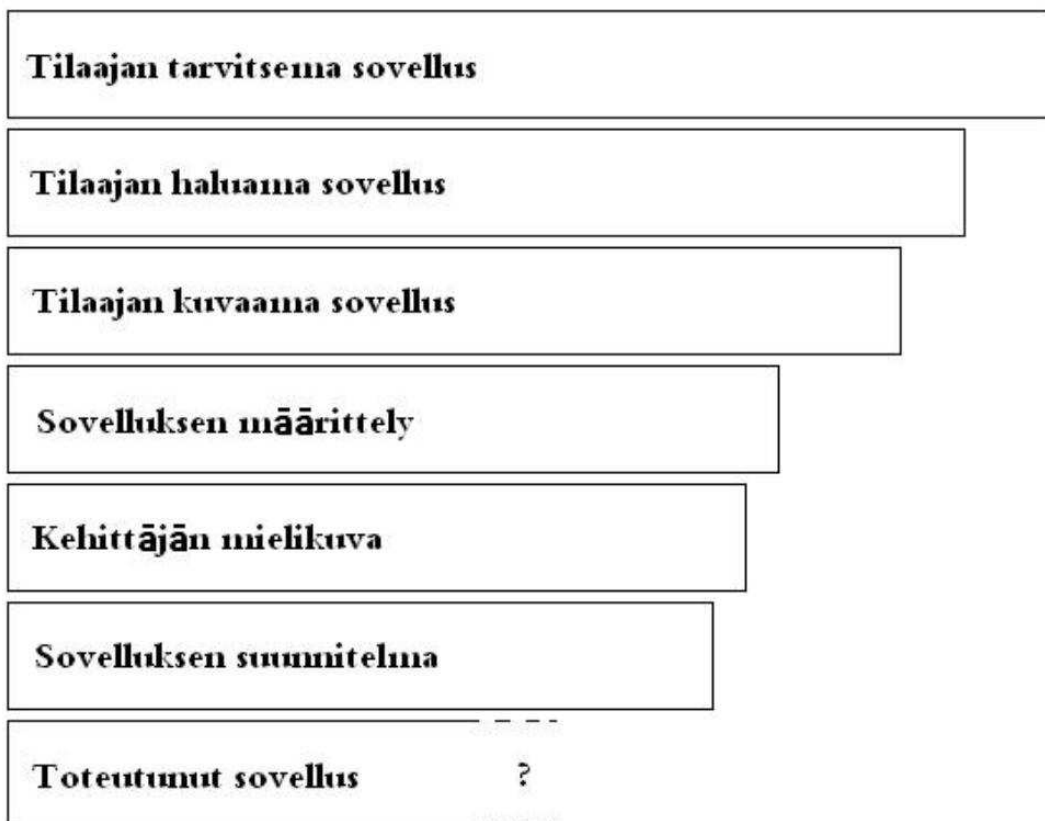 Tilaajan tarvitsema sovellus
Tilaajan haluama sovellus
Tilaajan kuvaama sovellus
Sovelluksen määrittely
Kehittäjän mielikuva
Sovelluksen suunnitelma
Toteutunut sovellus ?